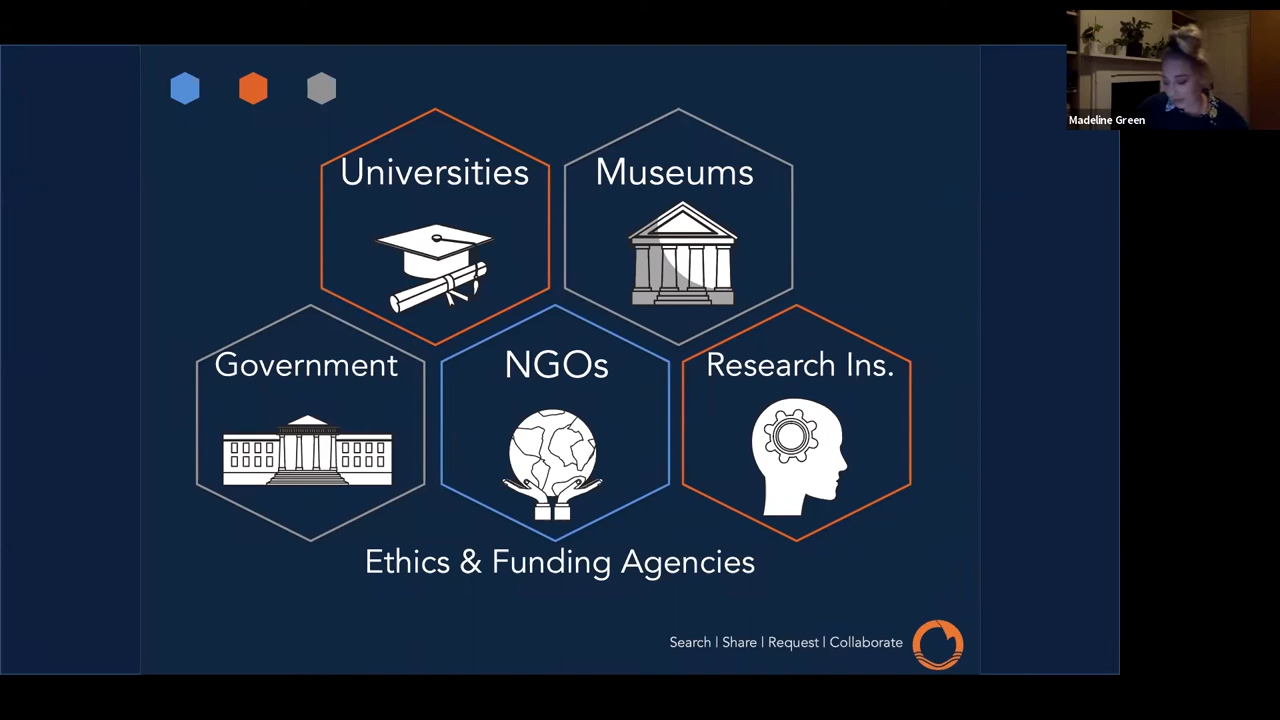 Madeline Green
Universities
Museums
Government
NGOs
Research Ins.
Ethics & Funding Agencies
Search | Share | Request | Collaborate